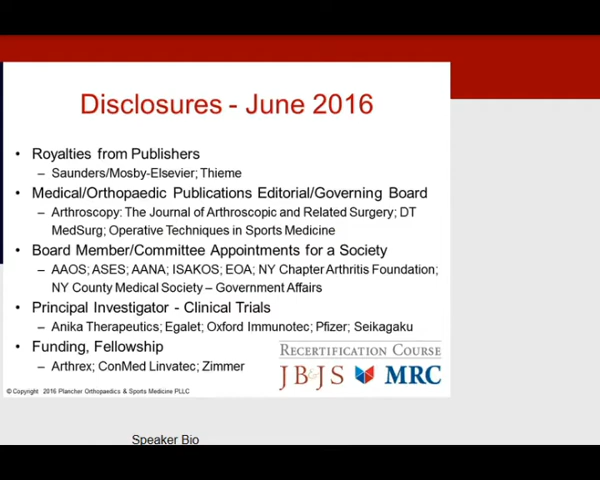 Disclosures - June 2016
• Royalties from Publishers
– Saunders/Mosby-Elsevier; Thieme
• Medical/Orthopaedic Publications Editorial/Governing Board
– Arthroscopy: The Journal of Arthroscopic and Related Surgery; DT
MedSurg; Operative Techniques in Sports Medicine
• Board Member/Committee Appointments for a Society
– AAOS; ASES; AANA; ISAKOS; EOA; NY Chapter Arthritis Foundation;
NY County Medical Society – Government Affairs
• Principal Investigator - Clinical Trials
– Anika Therapeutics; Egalet; Oxford Immunotec; Pfizer; Seikagaku
• Funding, Fellowship
– Arthrex; ConMed Linvatec; Zimmer
RECERTIFICATION COURSE
JB&JS MRC
© Copyright 2016 Plancher Orthopaedics & Sports Medicine PLLC
Speaker Bio